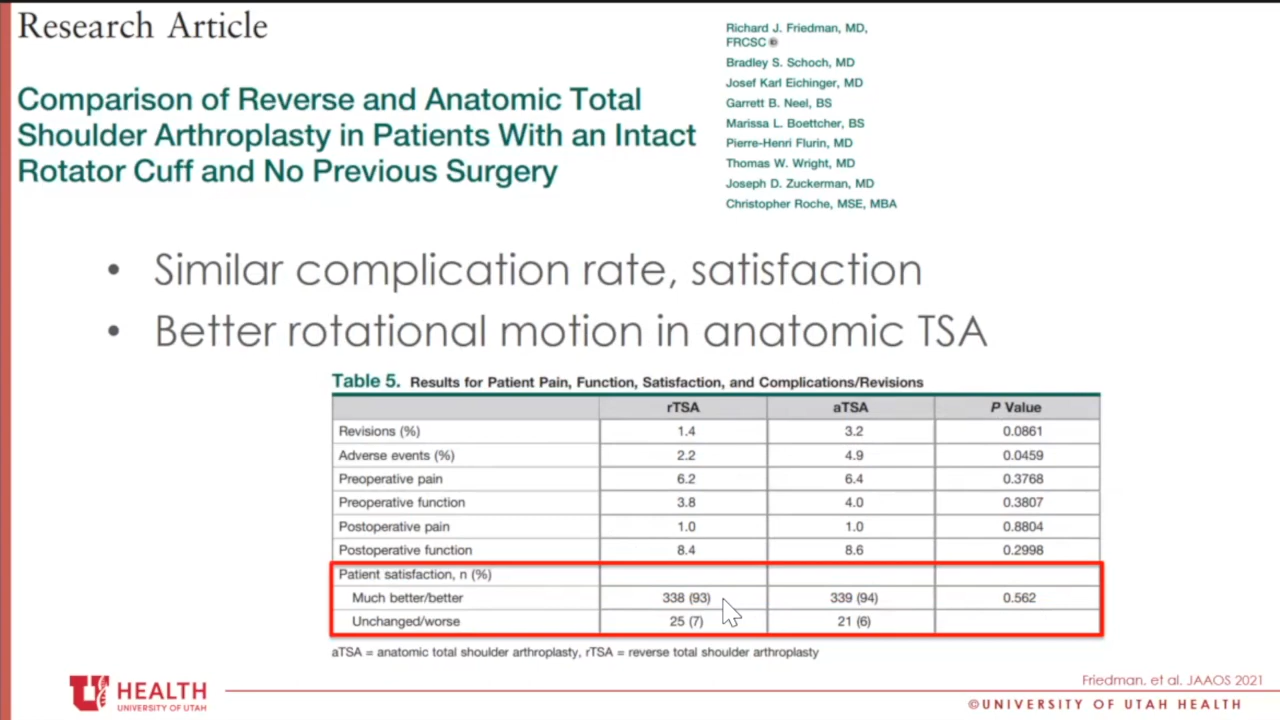 Research Article
Comparison of Reverse and Anatomic Total
Shoulder Arthroplasty in Patients With an Intact
Rotator Cuff and No Previous Surgery
Richard J. Friedman, MD,
FRCSC
Bradley S. Schoch, MD
Josef Karl Eichinger, MD
Garrett B. Neel, BS
Marissa L. Boettcher, BS
Pierre-Henri Flurin, MD
Thomas W. Wright, MD
Joseph D. Zuckerman, MD
Christopher Roche, MSE, MBA
• Similar complication rate, satisfaction
• Better rotational motion in anatomic TSA
Table 5. Results for Patient Pain, Function, Satisfaction, and Complications/Revisions
rTSA aTSA P Value
Revisions (%) 1.4 3.2 0.0861
Adverse events (%) 2.2 4.9 0.0459
Preoperative pain 6.2 6.4 0.3768
Preoperative function 3.8 4.0 0.3807
Postoperative pain 1.0 1.0 0.8804
Postoperative function 8.4 8.6 0.2998
Patient satisfaction, n (%)
Much better/better 338 (93) 339 (94) 0.562
Unchanged/worse 25 (7) 21 (6)
aTSA = anatomic total shoulder arthroplasty, rTSA = reverse total shoulder arthroplasty
Friedman, et al. JAAOS 2021
U HEALTH
UNIVERSITY OF UTAH
©UNIVERSITY OF UTAH HEALTH